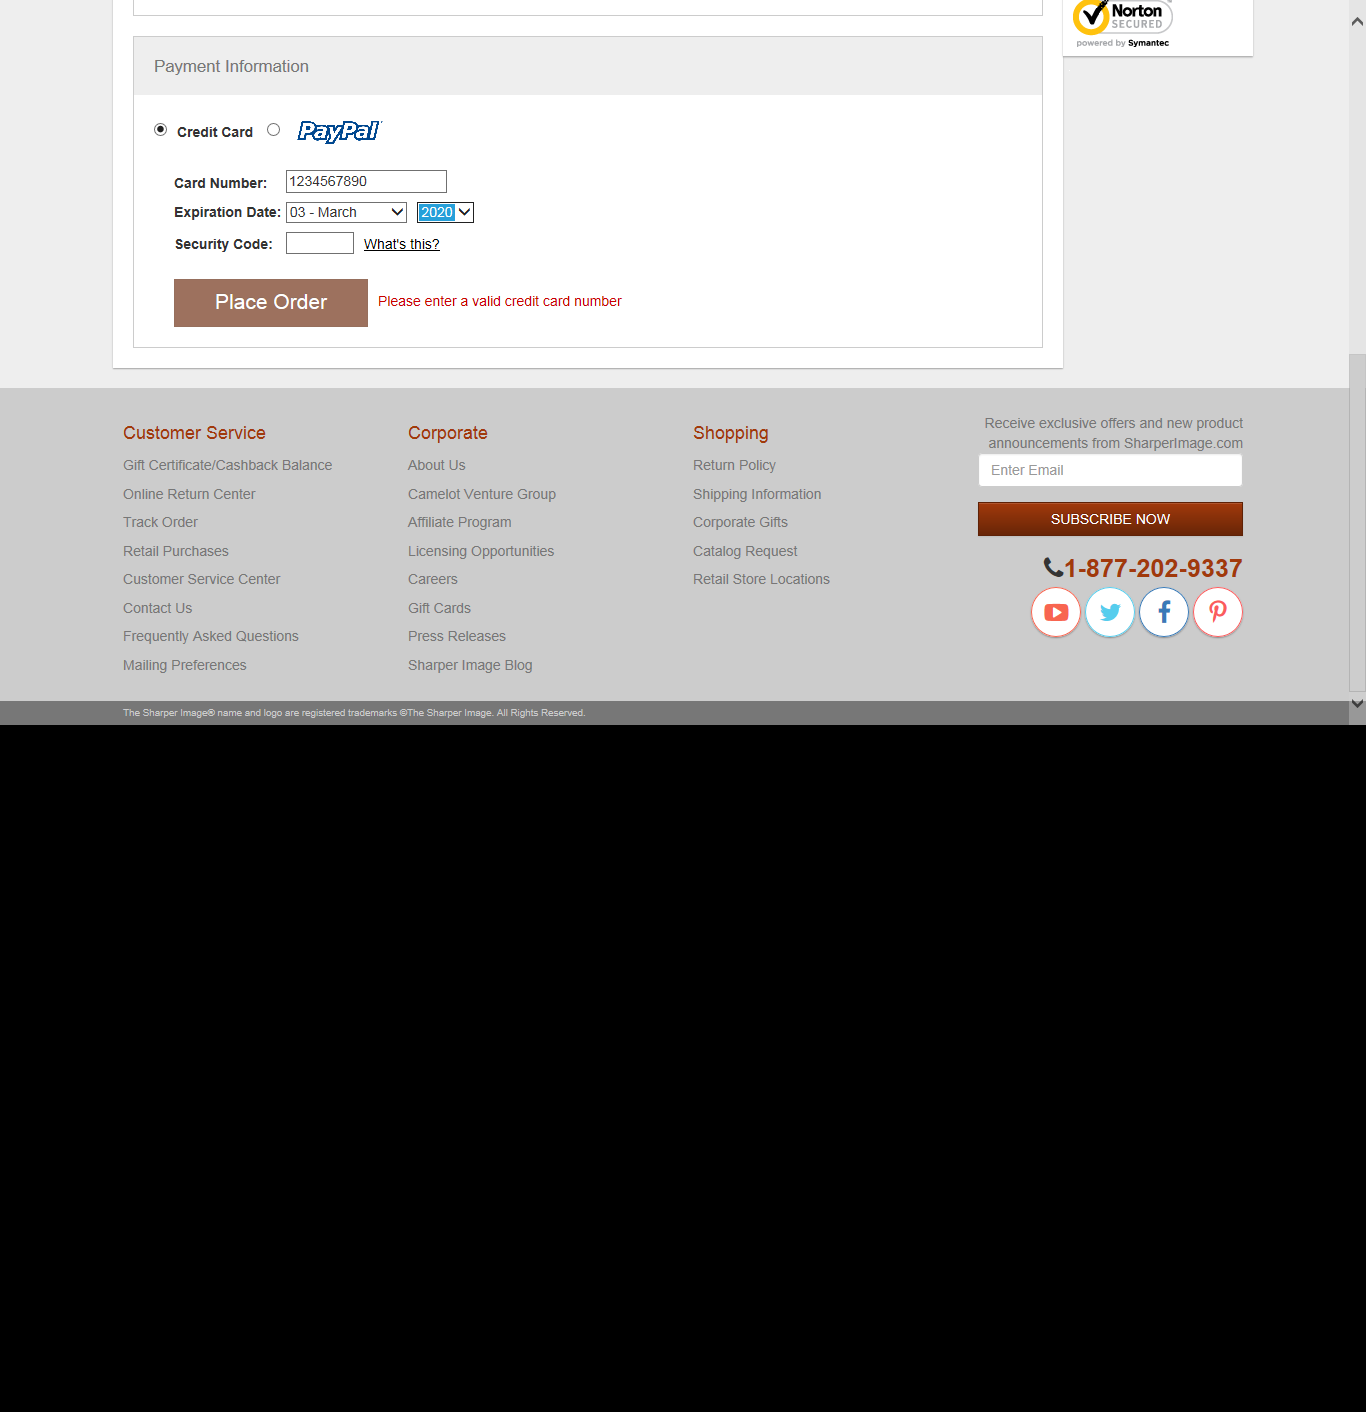 Norton
SECURED
powered by Symantec
Payment Information
Credit Card PayPal
Card Number: 1234567890
Expiration Date: 03 - March 2020
Security Code: What's this?
Place Order Please enter a valid credit card number
Customer Service
Gift Certificate/Cashback Balance
Online Return Center
Track Order
Retail Purchases
Customer Service Center
Contact Us
Frequently Asked Questions
Mailing Preferences
Corporate
About Us
Camelot Venture Group
Affiliate Program
Licensing Opportunities
Careers
Gift Cards
Press Releases
Sharper Image Blog
Shopping
Return Policy
Shipping Information
Corporate Gifts
Catalog Request
Retail Store Locations
Receive exclusive offers and new product
announcements from SharperImage.com
Enter Email
SUBSCRIBE NOW
1-877-202-9337
The Sharper Image® name and logo are registered trademarks ©The Sharper Image. All Rights Reserved.